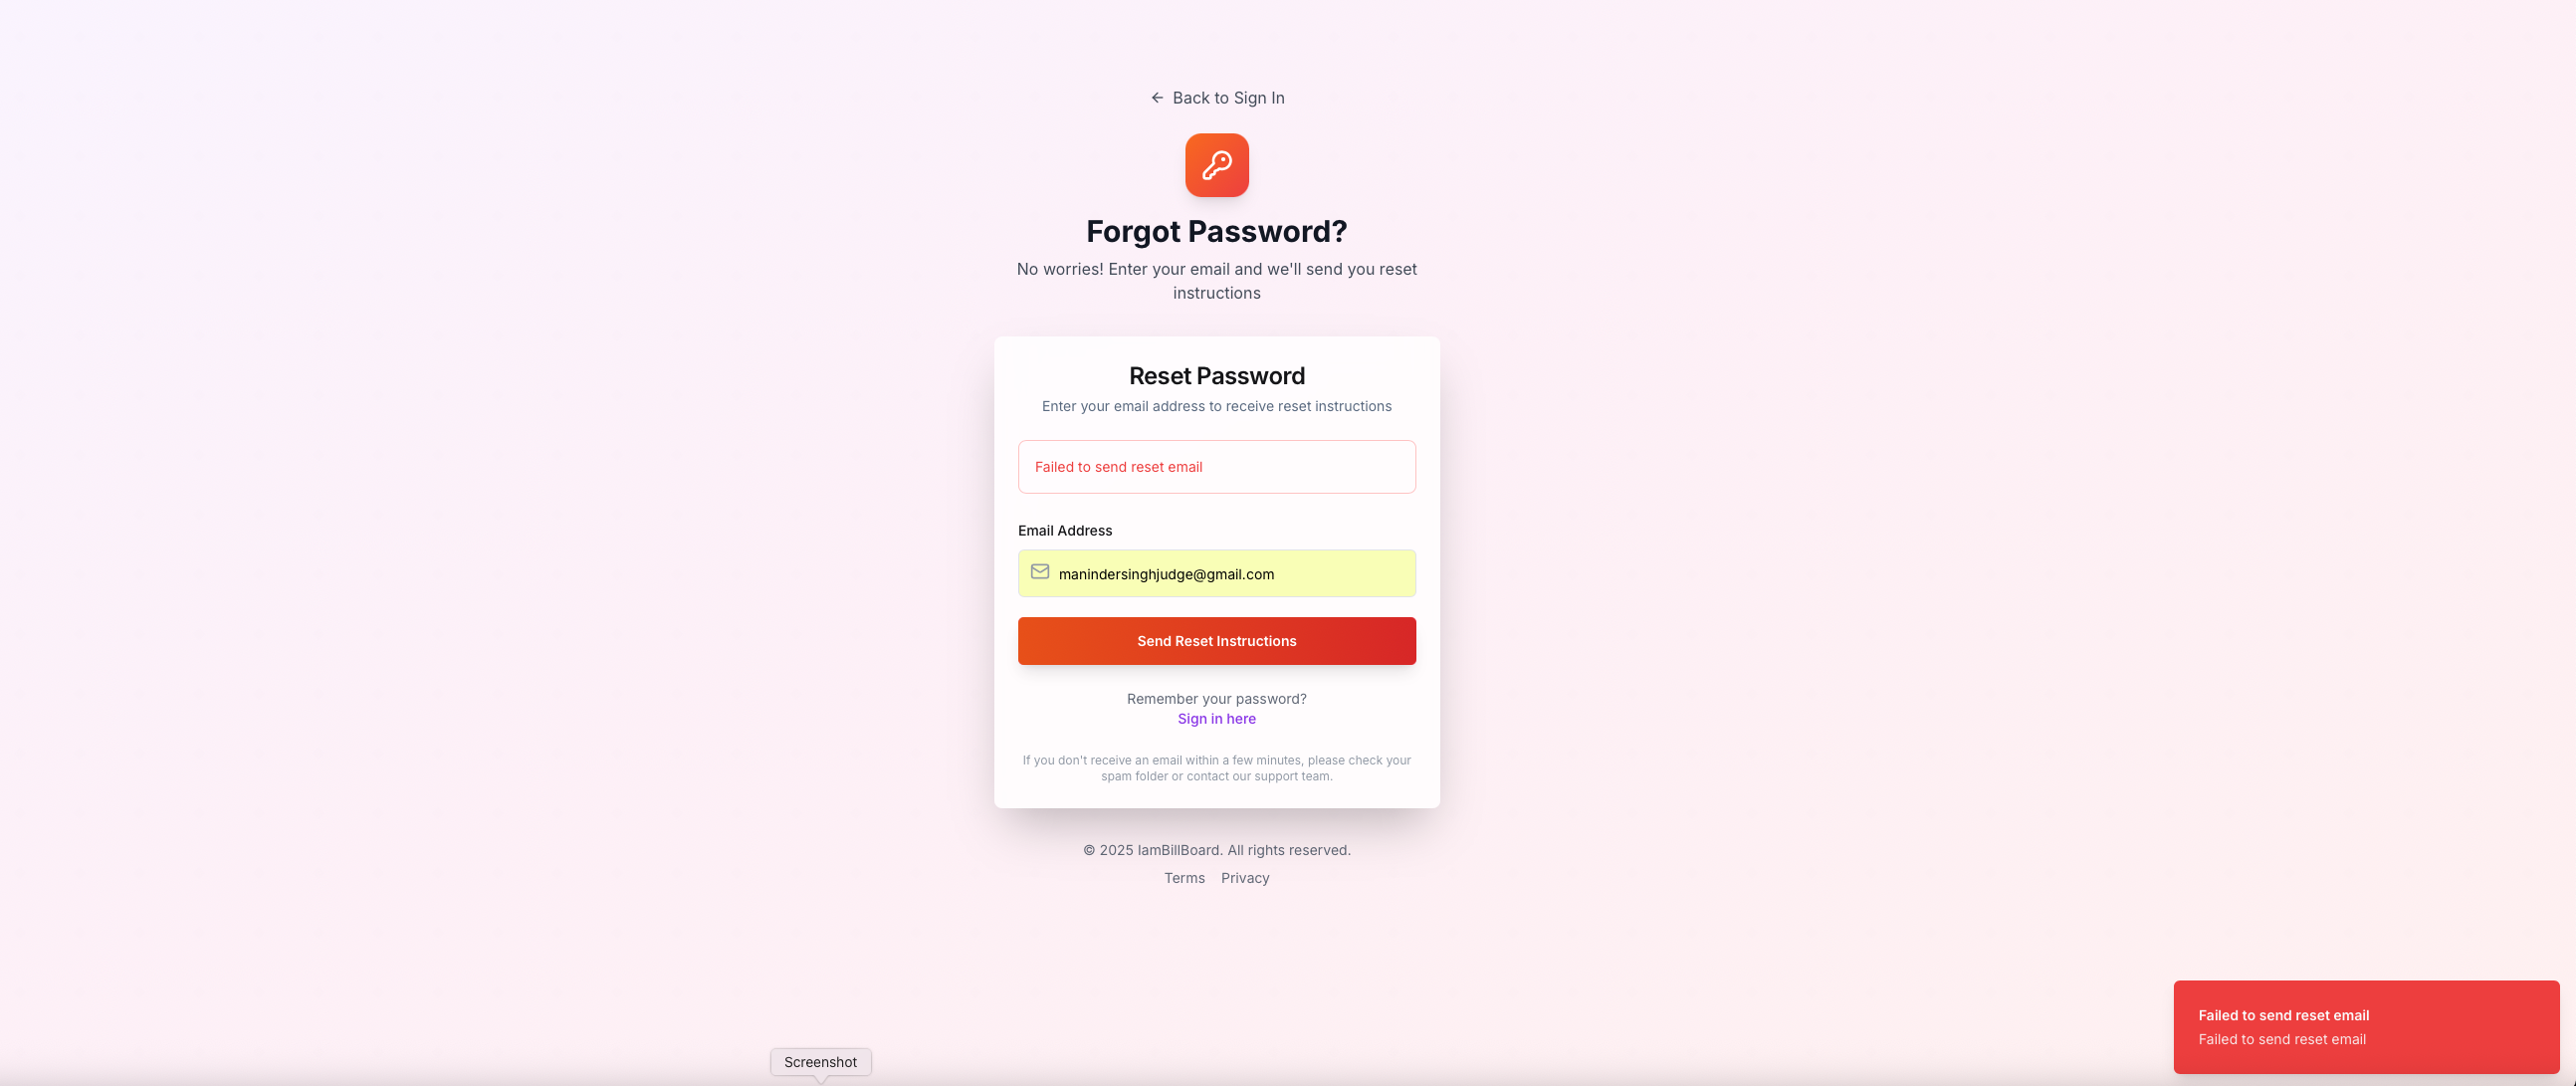 Back to Sign In
Forgot Password?
No worries! Enter your email and we'll send you reset
instructions
Reset Password
Enter your email address to receive reset instructions
Failed to send reset email
Email Address
manindersinghjudge@gmail.com
Send Reset Instructions
Remember your password?
Sign in here
If you don't receive an email within a few minutes, please check your
spam folder or contact our support team.
© 2025 IamBillBoard. All rights reserved.
Terms Privacy
Failed to send reset email
Failed to send reset email
Screenshot